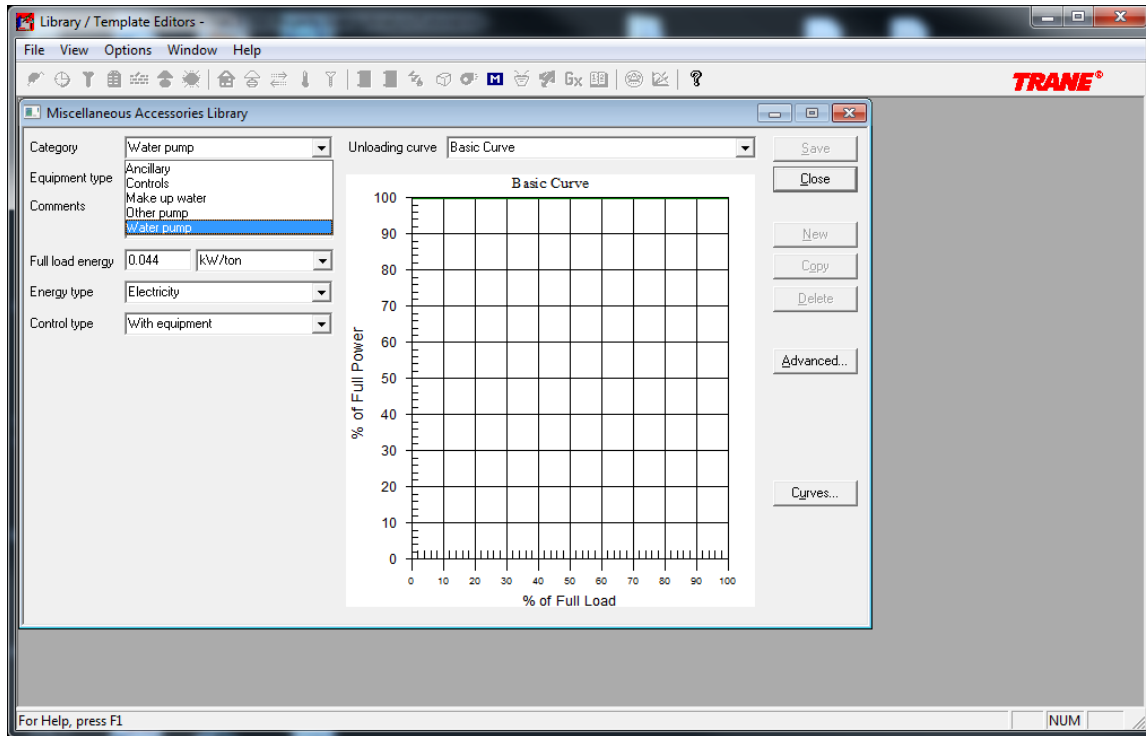 Library / Template Editors -
File View Options Window Help
Gx ?
TRANE®
Miscellaneous Accessories Library
Category Water pump Unloading curve Basic Curve Save
Ancillary
Equipment type Controls Basic Curve Close
Make up water
Comments Other pump
Water pump
New
Full load energy 0.044 kW/ton Copy
Energy type Electricity Delete
Control type With equipment
Advanced...
Curves...
% of Full Power
100
90
80
70
60
50
40
30
20
10
0
0 10 20 30 40 50 60 70 80 90 100
% of Full Load
For Help, press F1 NUM